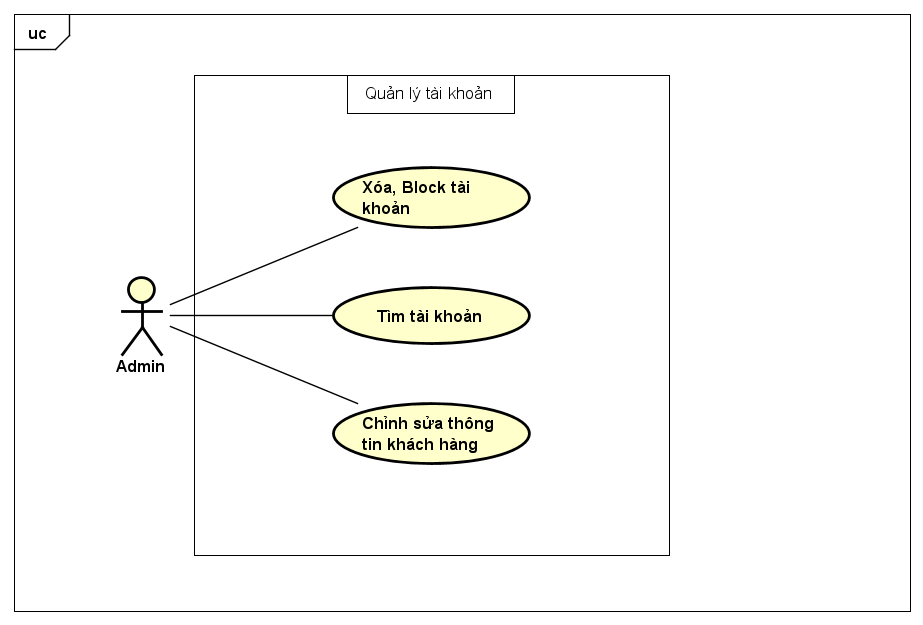 uc
Quản lý tài khoản
Xóa, Block tài
khoản
Tìm tài khoản
Admin
Chỉnh sửa thông
tin khách hàng